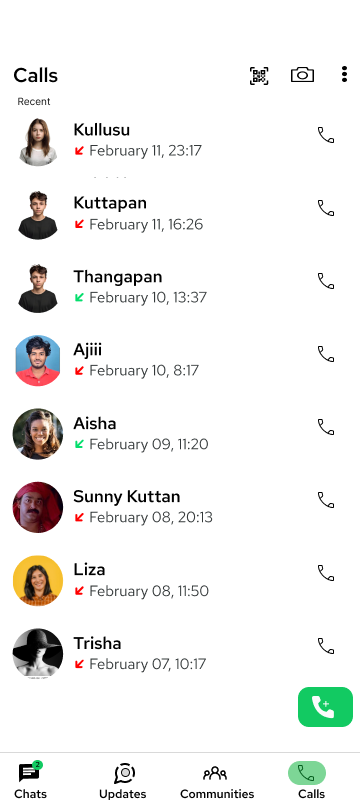 Calls
Recent
Kullusu
February 11, 23:17
Kuttapan
February 11, 16:26
Thangapan
February 10, 13:37
Ajiii
February 10, 8:17
Aisha
February 09, 11:20
Sunny Kuttan
February 08, 20:13
Liza
February 08, 11:50
Trisha
February 07, 10:17
2
Chats Updates Communities Calls